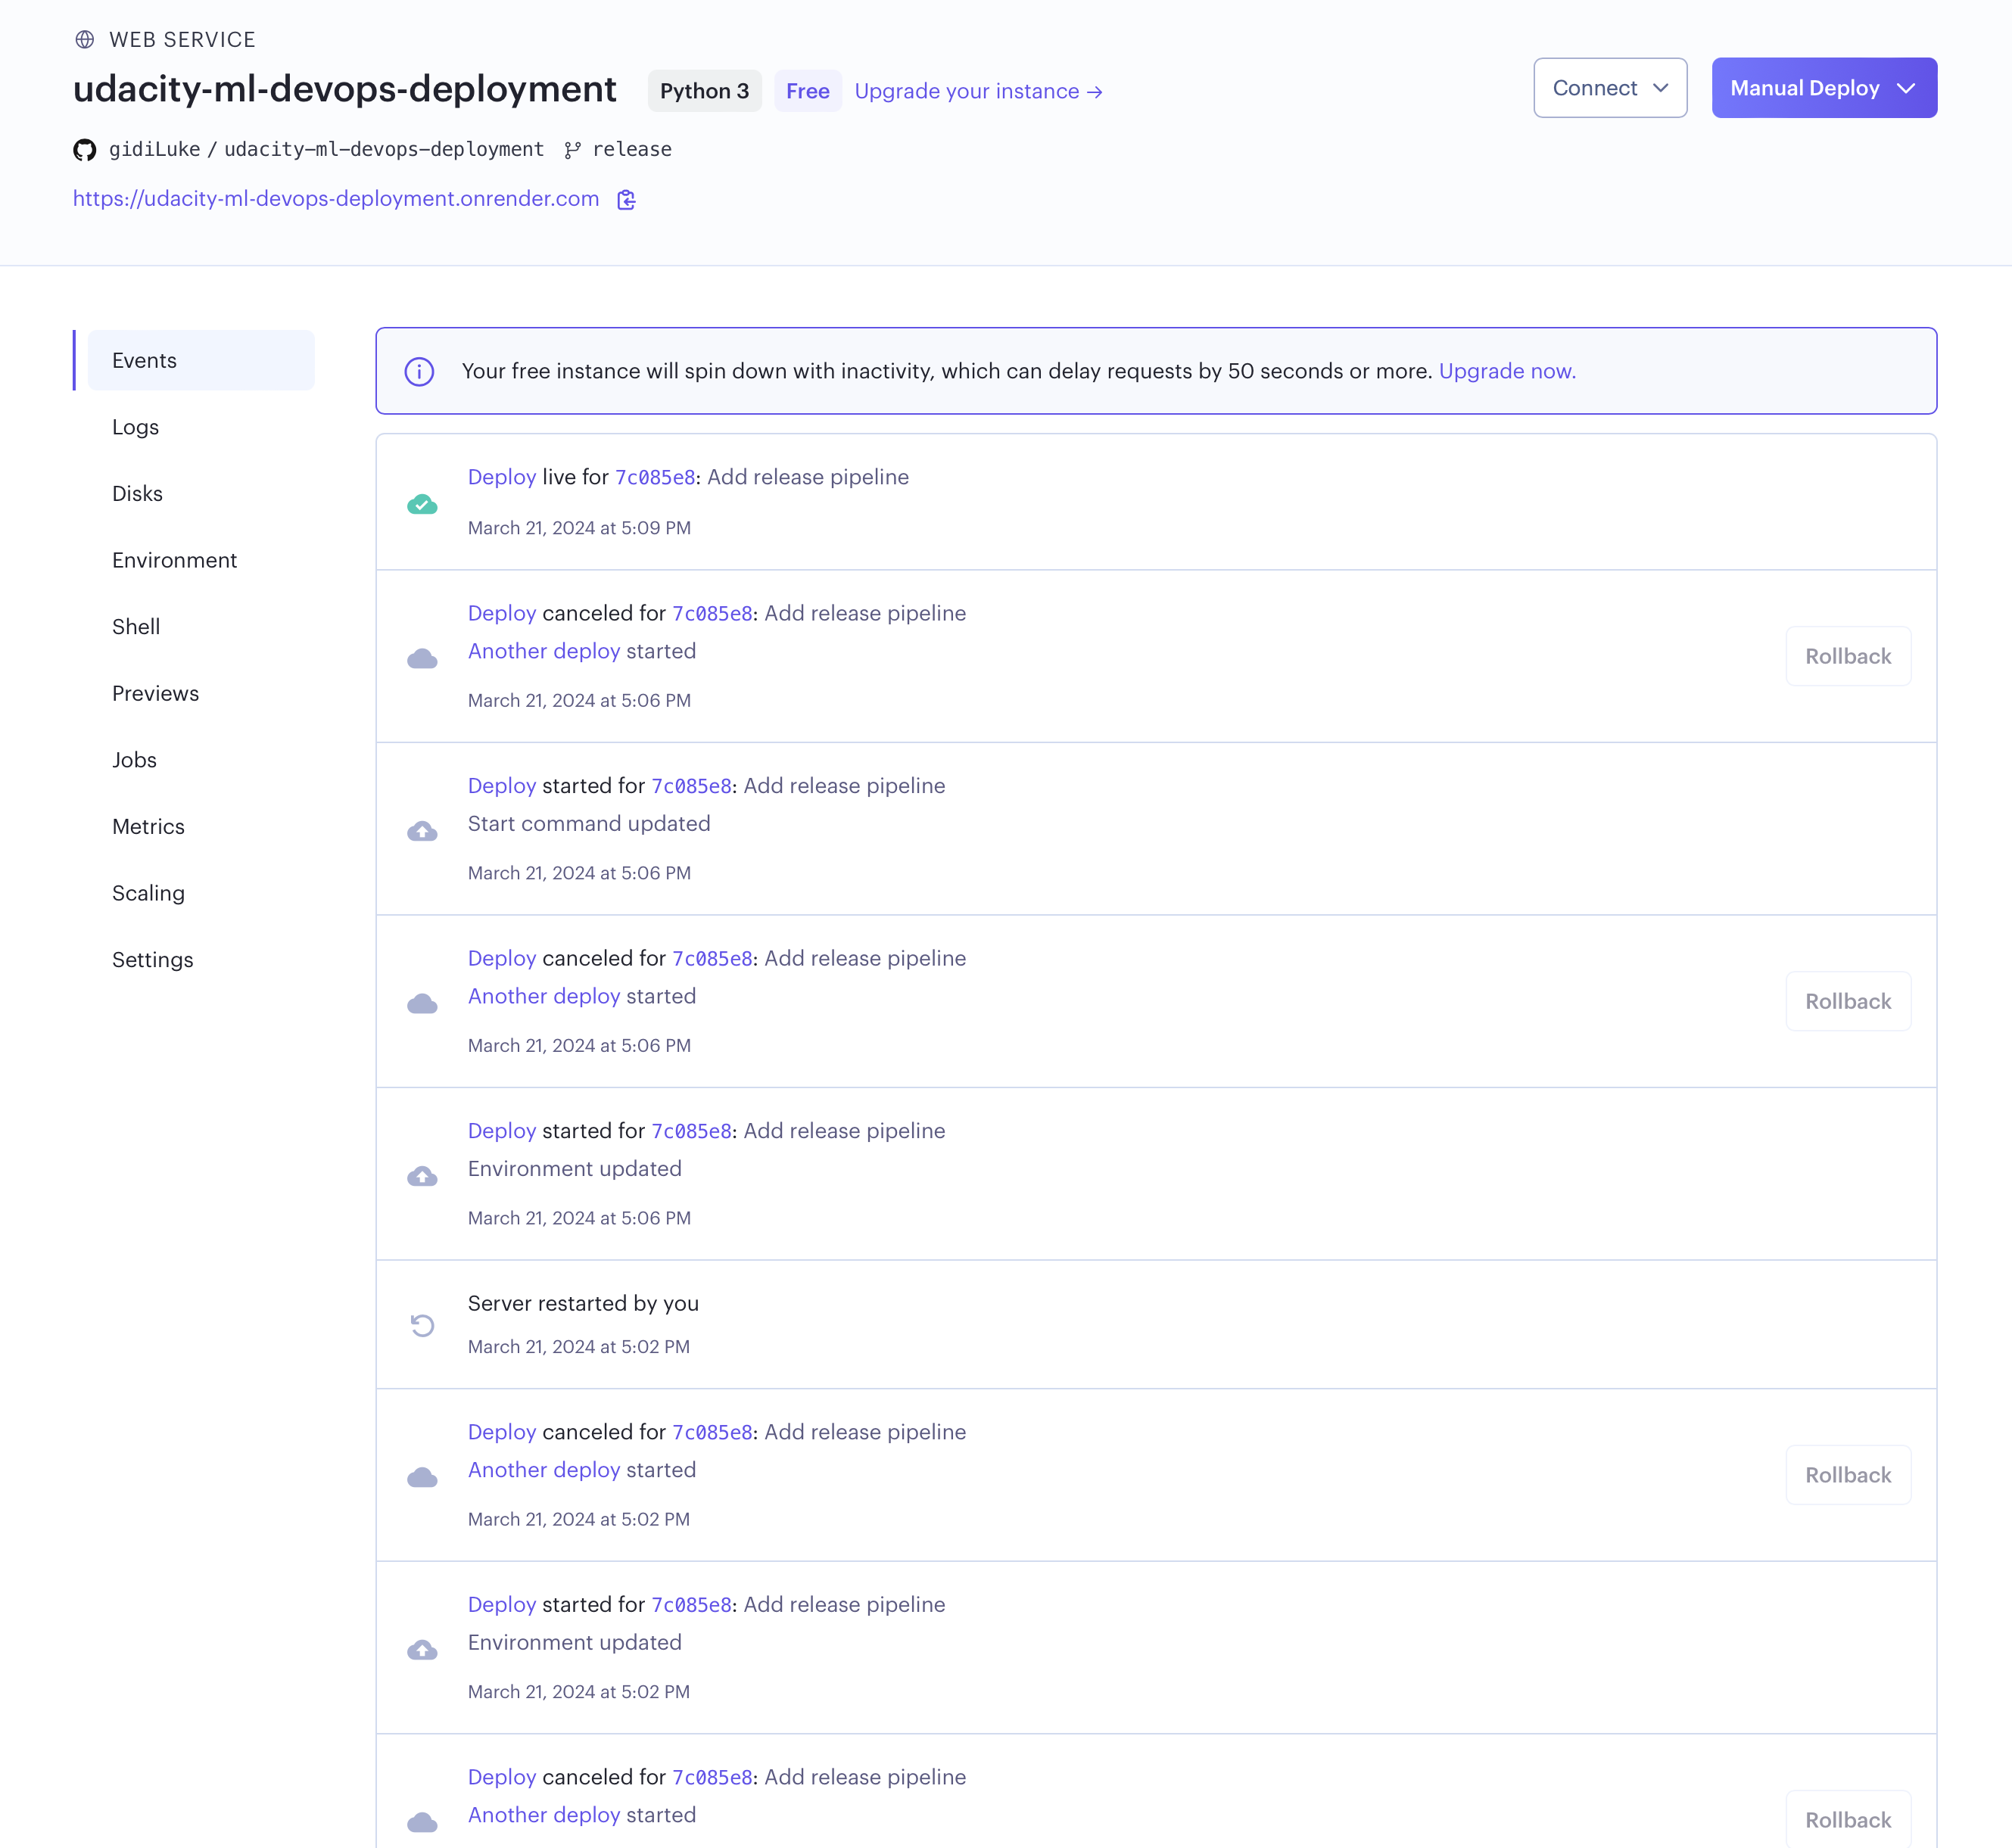 WEB SERVICE
udacity-ml-devops-deployment Python 3 Free Upgrade your instance →
Connect
Manual Deploy
gidiLuke / udacity-ml-devops-deployment release
https://udacity-ml-devops-deployment.onrender.com
Events
Logs
Disks
Environment
Shell
Previews
Jobs
Metrics
Scaling
Settings
Your free instance will spin down with inactivity, which can delay requests by 50 seconds or more. Upgrade now.
Deploy live for 7c085e8: Add release pipeline
March 21, 2024 at 5:09 PM
Deploy canceled for 7c085e8: Add release pipeline
Another deploy started
March 21, 2024 at 5:06 PM
Rollback
Deploy started for 7c085e8: Add release pipeline
Start command updated
March 21, 2024 at 5:06 PM
Deploy canceled for 7c085e8: Add release pipeline
Another deploy started
March 21, 2024 at 5:06 PM
Rollback
Deploy started for 7c085e8: Add release pipeline
Environment updated
March 21, 2024 at 5:06 PM
Server restarted by you
March 21, 2024 at 5:02 PM
Deploy canceled for 7c085e8: Add release pipeline
Another deploy started
March 21, 2024 at 5:02 PM
Rollback
Deploy started for 7c085e8: Add release pipeline
Environment updated
March 21, 2024 at 5:02 PM
Deploy canceled for 7c085e8: Add release pipeline
Another deploy started
Rollback